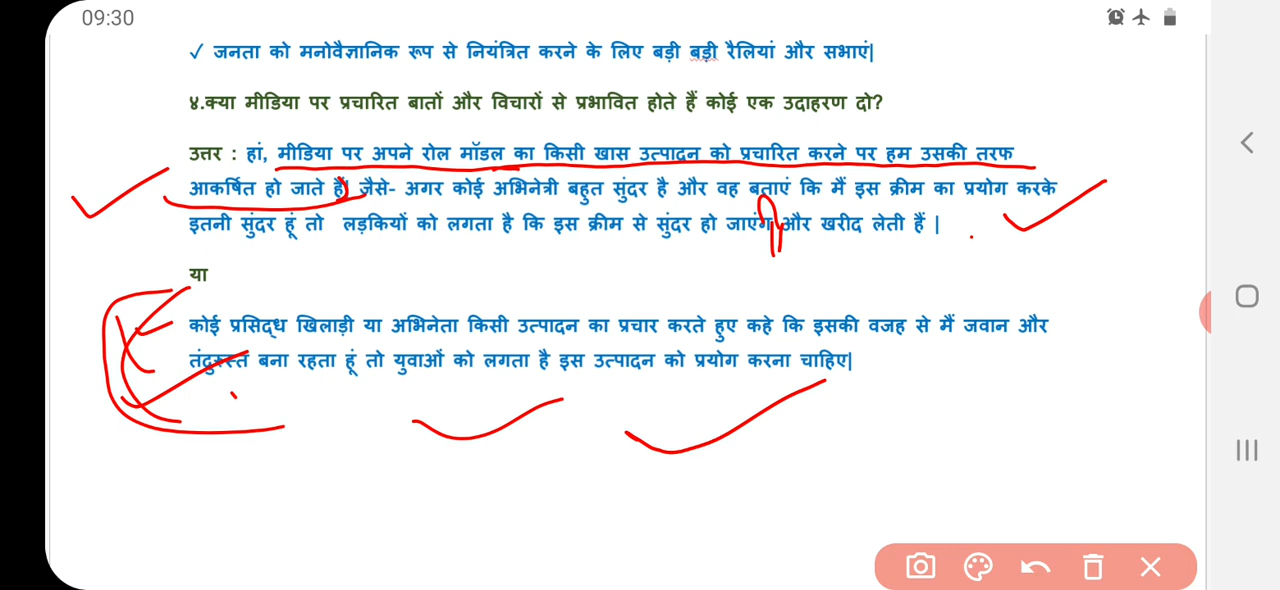 09:30
✓ जनता को मनोवैज्ञानिक रूप से नियंत्रित करने के लिए बड़ी बड़ी रैलियां और सभाएं|
४.क्या मीडिया पर प्रचारित बातों और विचारों से प्रभावित होते हैं कोई एक उदाहरण दो?
उत्तर : हां, मीडिया पर अपने रोल मॉडल का किसी खास उत्पादन को प्रचारित करने पर हम उसकी तरफ
आकर्षित हो जाते हैं| जैसे- अगर कोई अभिनेत्री बहुत सुंदर है और वह बताएं कि मैं इस क्रीम का प्रयोग करके
इतनी सुंदर हूं तो लड़कियों को लगता है कि इस क्रीम से सुंदर हो जाएंगी और खरीद लेती हैं |
या
कोई प्रसिद्ध खिलाड़ी या अभिनेता किसी उत्पादन का प्रचार करते हुए कहे कि इसकी वजह से मैं जवान और
तंदुरुस्त बना रहता हूं तो युवाओं को लगता है इस उत्पादन को प्रयोग करना चाहिए|